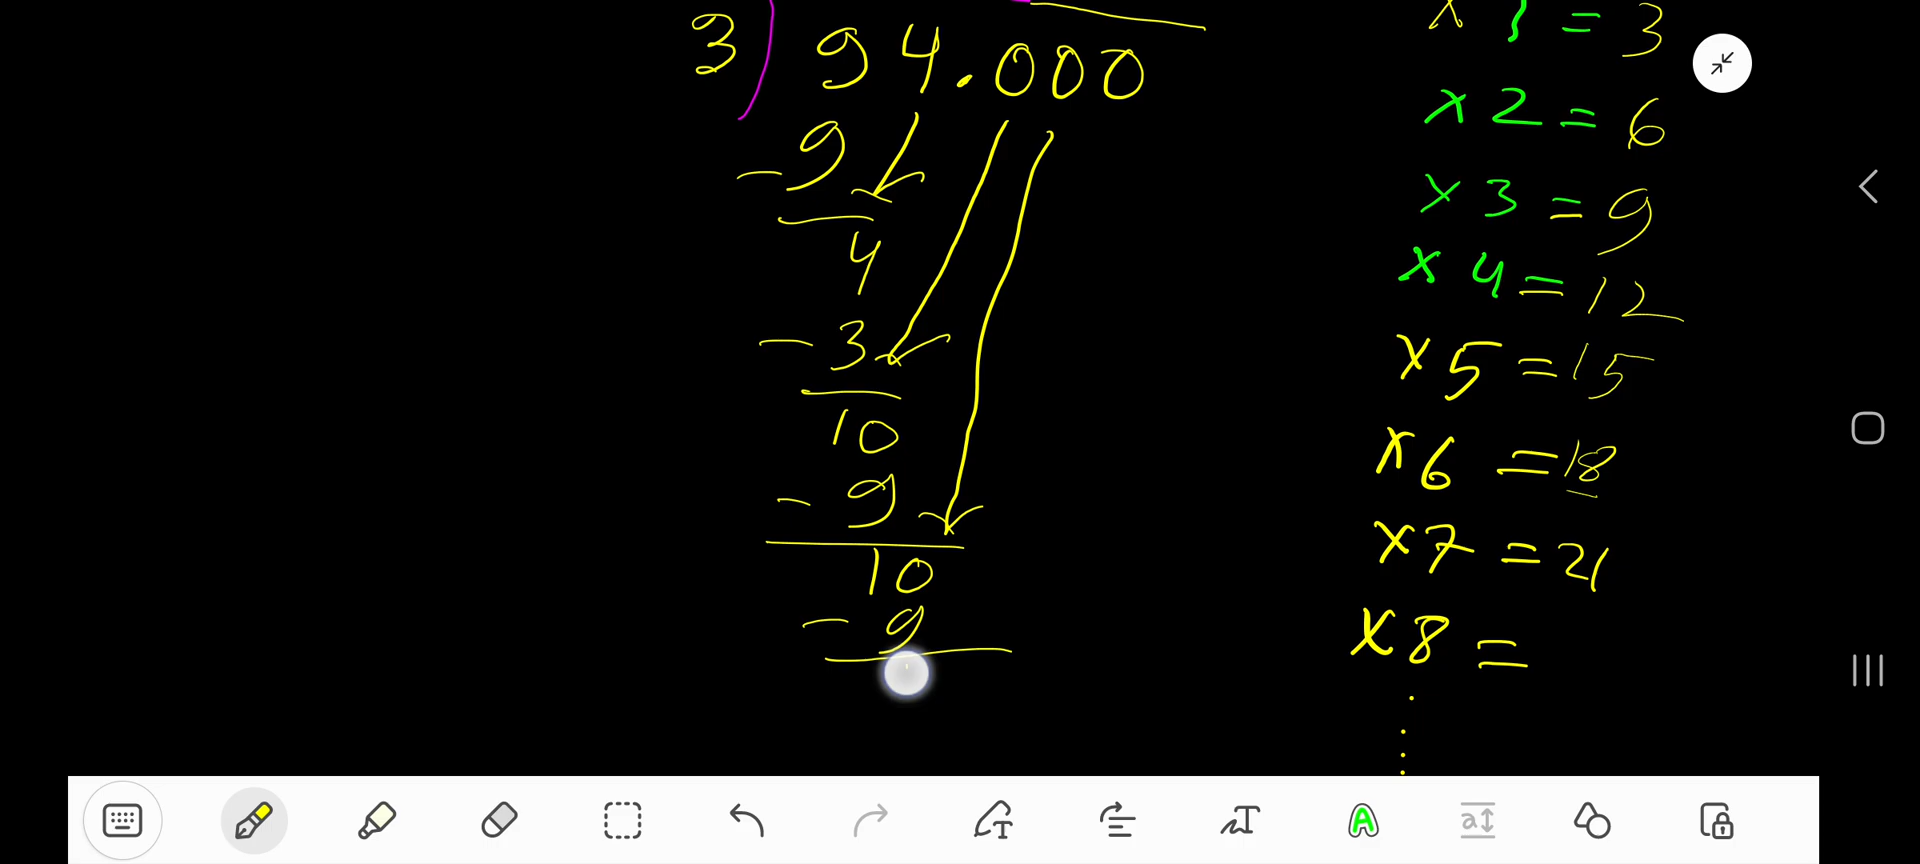 3) 94.000
- 9
4
- 3
10
- 9
10
- 9
x 1 = 3
x 2 = 6
x 3 = 9
x 4 = 12
x 5 = 15
x 6 = 18
x 7 = 21
x 8 =